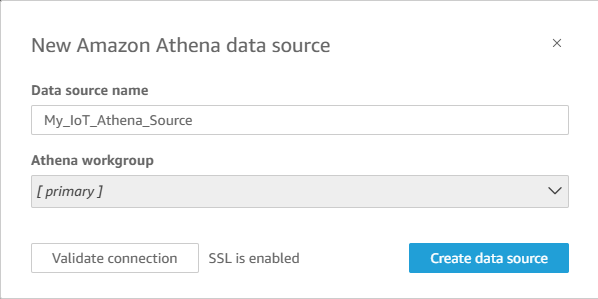 New Amazon Athena data source
Data source name
My_IoT_Athena_Source
Athena workgroup
[ primary ]
Validate connection SSL is enabled Create data source